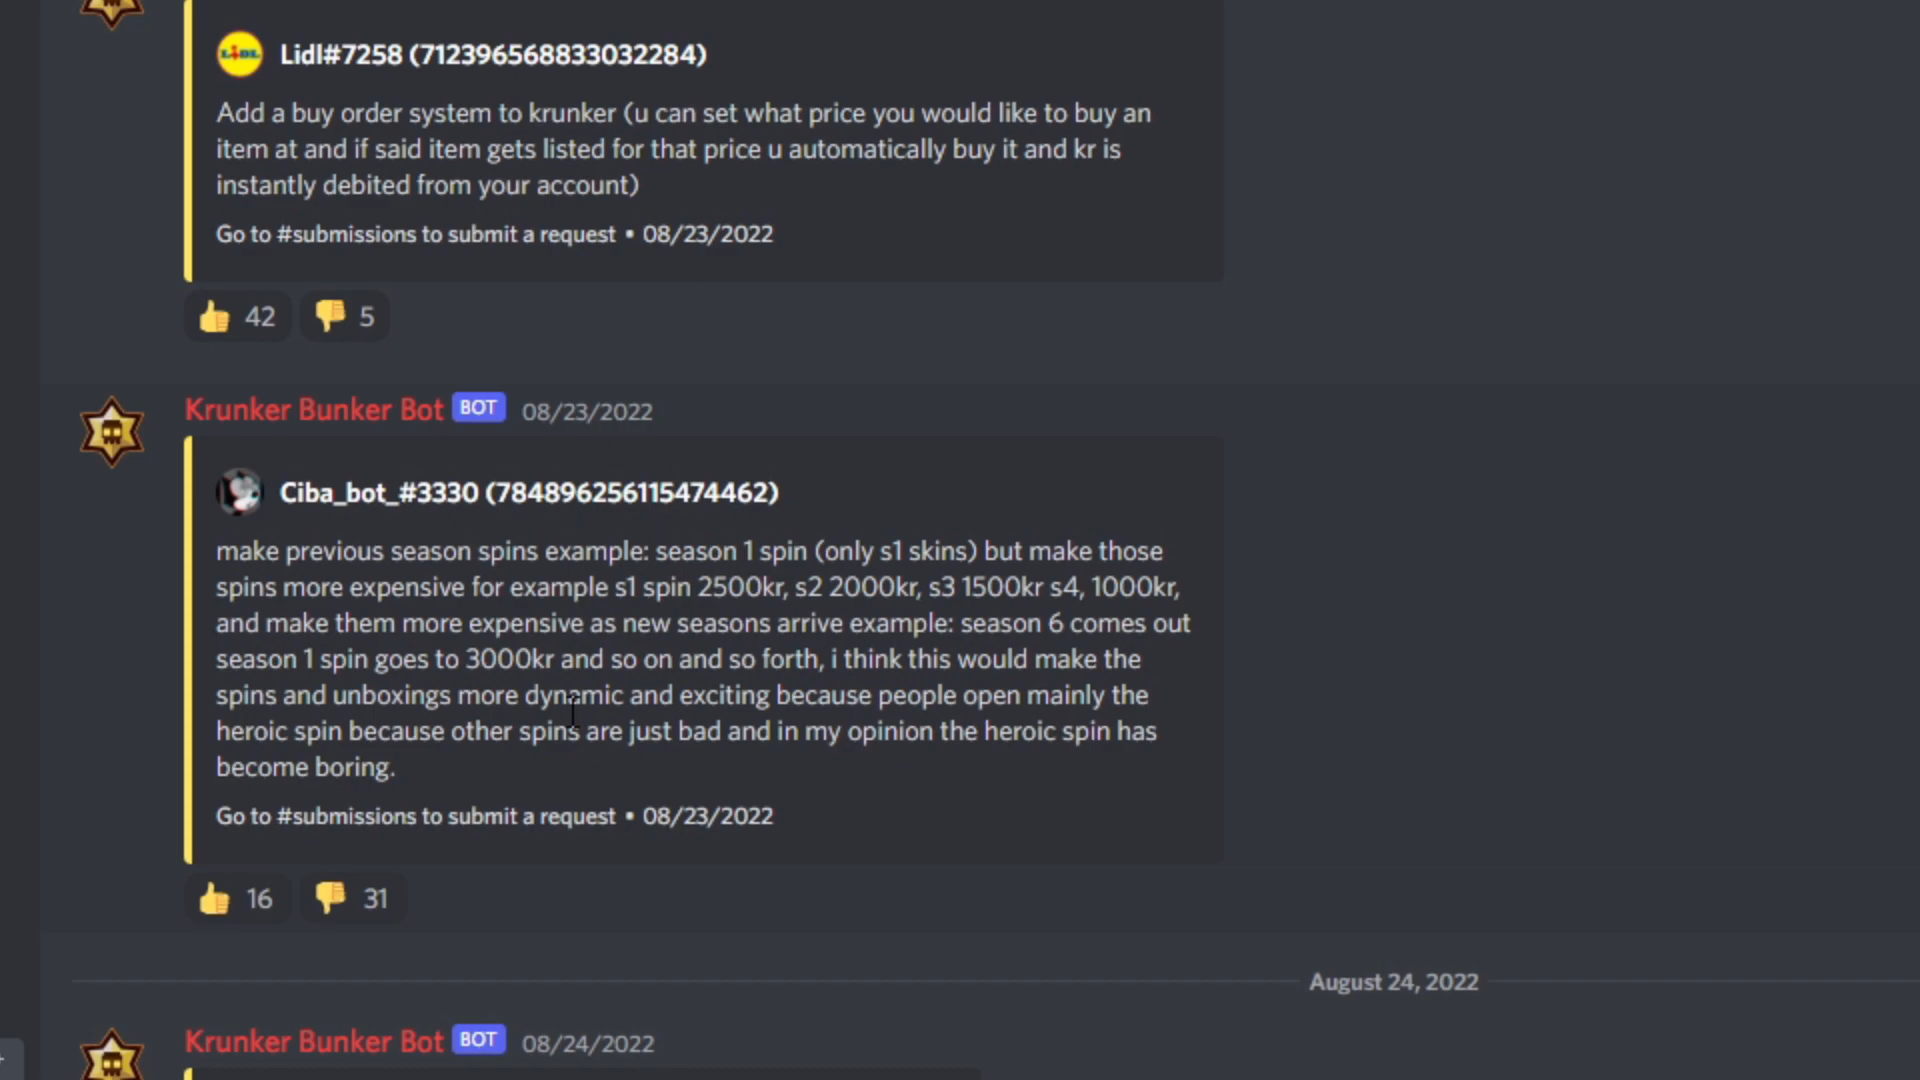 LiDL
Lidl#7258 (712396568833032284)
Add a buy order system to krunker (u can set what price you would like to buy an
item at and if said item gets listed for that price u automatically buy it and kr is
instantly debited from your account)
Go to #submissions to submit a request • 08/23/2022
👍 42 👎 5
Krunker Bunker Bot BOT 08/23/2022
Ciba_bot_#3330 (784896256115474462)
make previous season spins example: season 1 spin (only s1 skins) but make those
spins more expensive for example s1 spin 2500kr, s2 2000kr, s3 1500kr s4, 1000kr,
and make them more expensive as new seasons arrive example: season 6 comes out
season 1 spin goes to 3000kr and so on and so forth, i think this would make the
spins and unboxings more dynamic and exciting because people open mainly the
heroic spin because other spins are just bad and in my opinion the heroic spin has
become boring.
Go to #submissions to submit a request • 08/23/2022
👍 16 👎 31
August 24, 2022
Krunker Bunker Bot BOT 08/24/2022